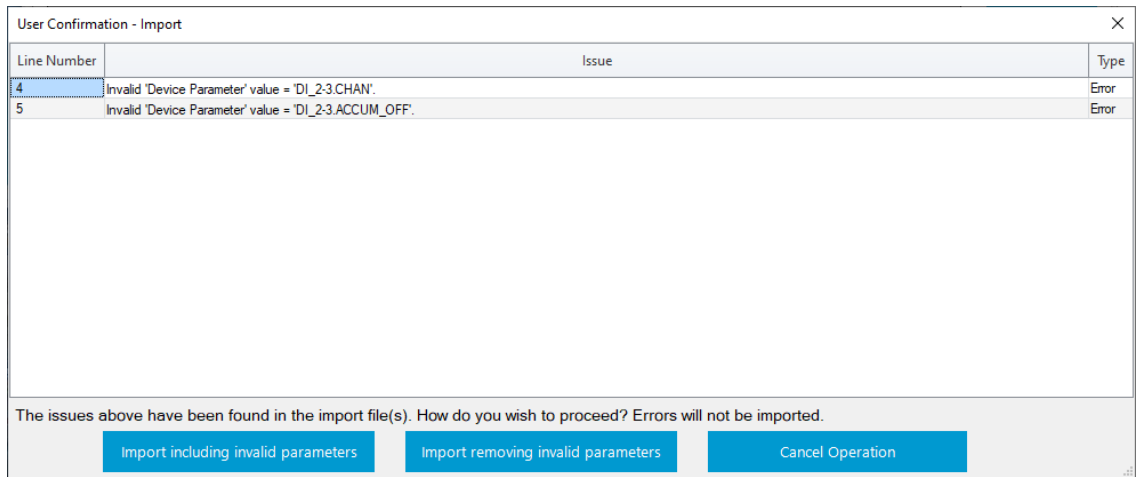 User Confirmation - Import
Line Number Issue Type
4 Invalid 'Device Parameter' value = 'DI_2-3.CHAN'. Error
5 Invalid 'Device Parameter' value = 'DI_2-3.ACCUM_OFF'. Error
The issues above have been found in the import file(s). How do you wish to proceed? Errors will not be imported.
Import including invalid parameters Import removing invalid parameters Cancel Operation